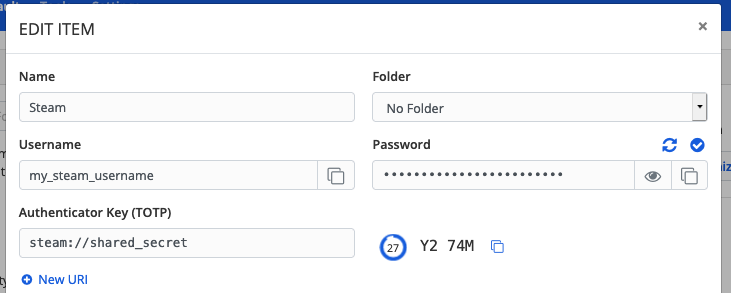 EDIT ITEM ×
Name Folder
Steam No Folder
Username Password
my_steam_username ••••••••••••••••••••••••
Authenticator Key (TOTP)
steam://shared_secret 27 Y2 74M
New URI